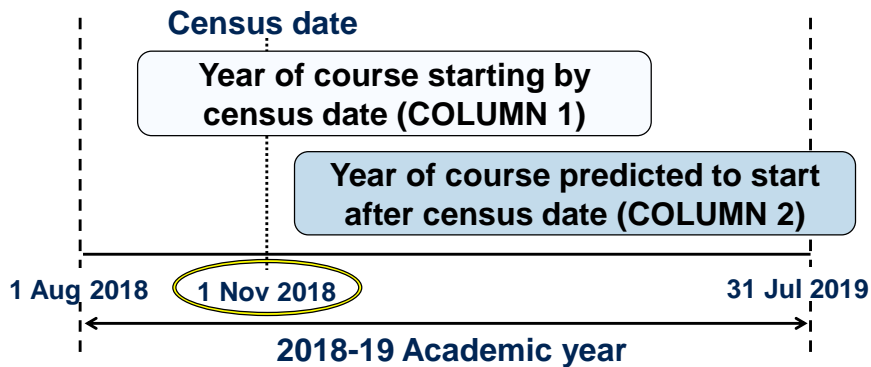 Census date
Year of course starting by
census date (COLUMN 1)
Year of course predicted to start
after census date (COLUMN 2)
1 Aug 2018
1 Nov 2018
31 Jul 2019
2018-19 Academic year